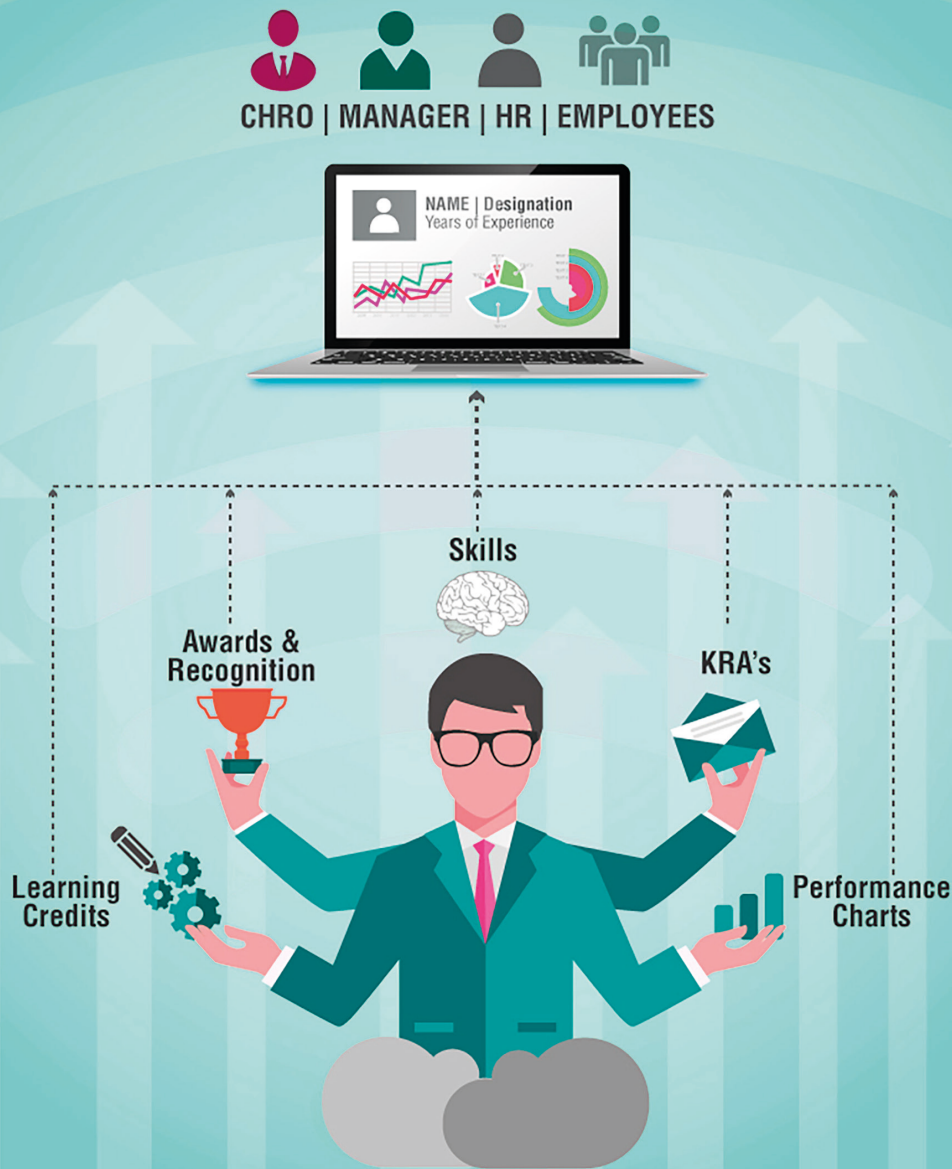 CHRO | MANAGER | HR | EMPLOYEES
NAME | Designation
Years of Experience
Skills
Awards &
Recognition
KRA's
Learning
Credits
Performance
Charts